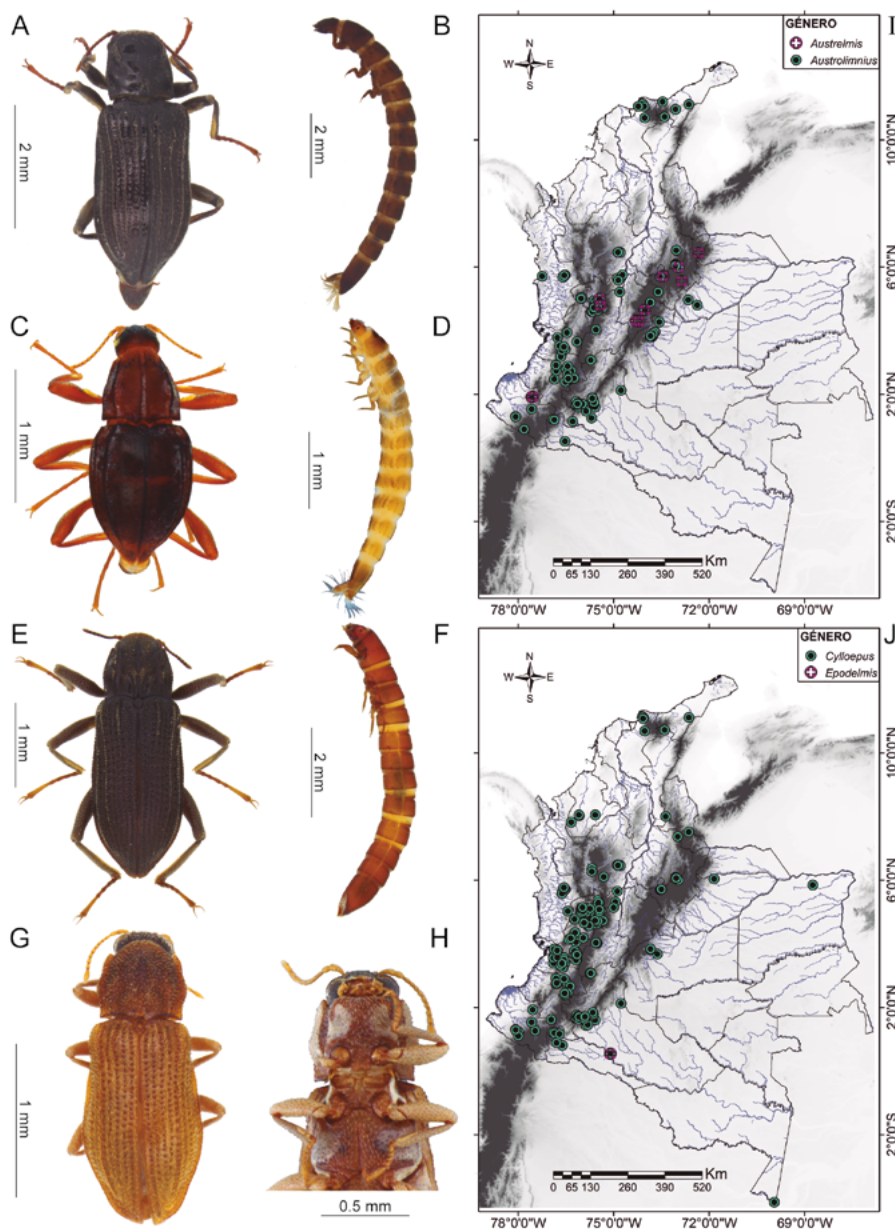 A
2 mm
2 mm
B
C
1 mm
1 mm
D
E
1 mm
2 mm
F
G
1 mm
H
0.5 mm
I
GÉNERO
Austrelmis
Austrolimnius
N
W E
S
10°0'0"N
6°0'0"N
2°0'0"N
2°0'0"S
Km
0 65 130 260 390 520
78°0'0"W 75°0'0"W 72°0'0"W 69°0'0"W
J
GÉNERO
Cylloepus
Epodelmis
N
W E
S
10°0'0"N
6°0'0"N
2°0'0"N
2°0'0"S
Km
0 65 130 260 390 520
78°0'0"W 75°0'0"W 72°0'0"W 69°0'0"W